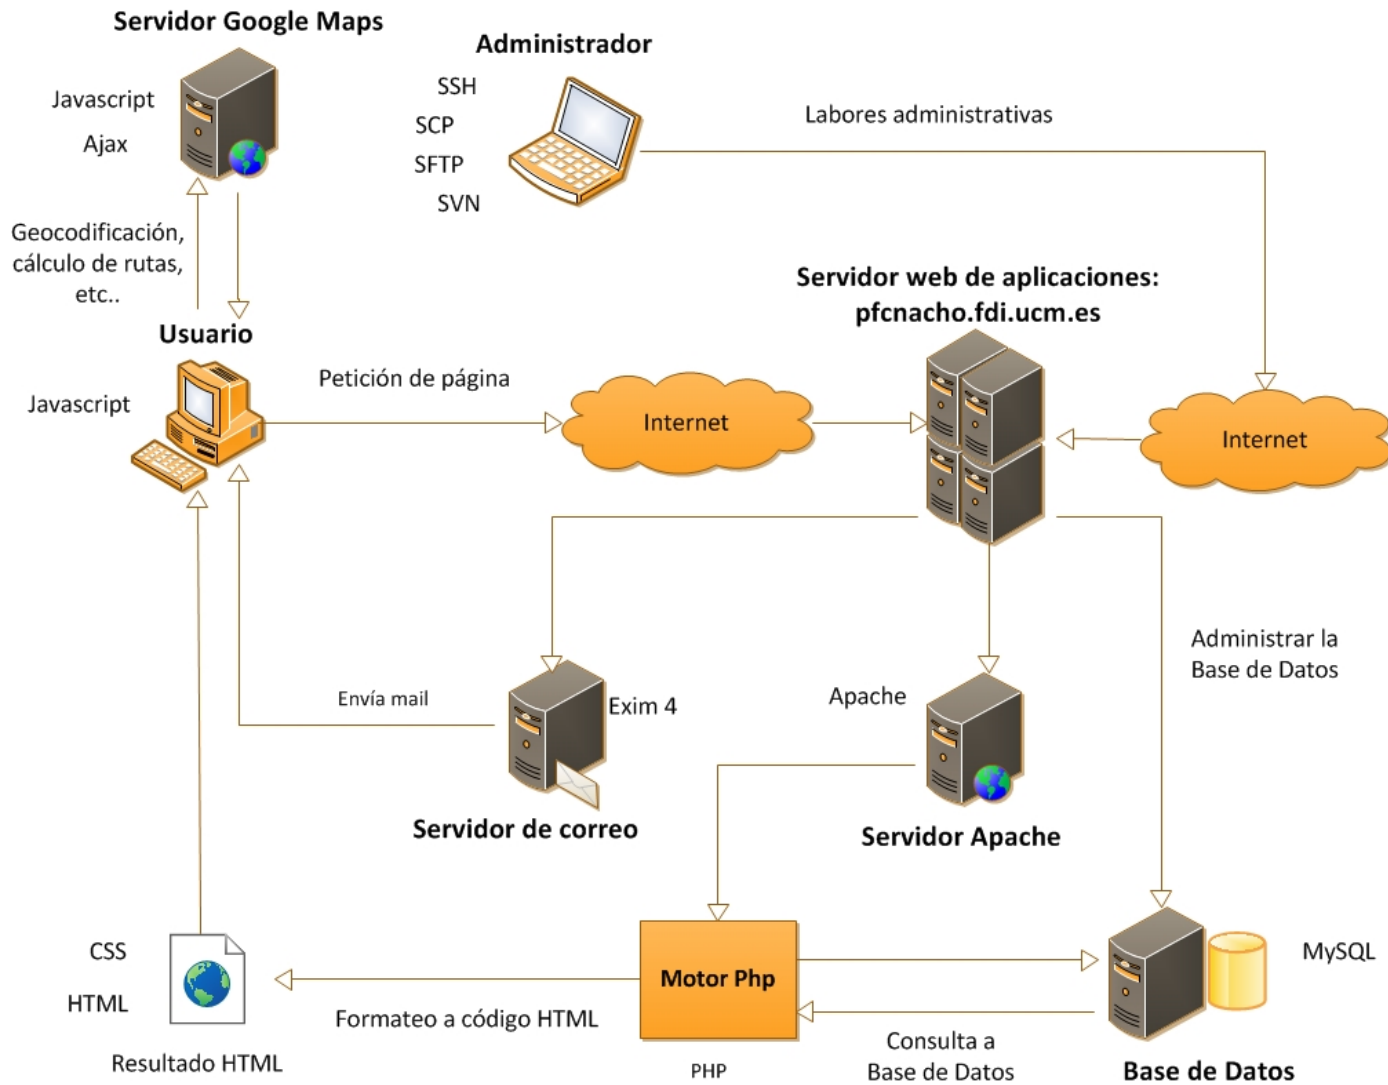 Servidor Google Maps
Administrador
Javascript
Ajax
SSH
SCP
SFTP
SVN
Labores administrativas
Geocodificación,
cálculo de rutas,
etc..
Servidor web de aplicaciones:
pfcnacho.fdi.ucm.es
Usuario
Javascript
Petición de página
Internet
Internet
Administrar la
Base de Datos
Envía mail
Exim 4
Apache
Servidor de correo
Servidor Apache
CSS
HTML
Resultado HTML
Formateo a código HTML
Motor Php
PHP
Consulta a
Base de Datos
MySQL
Base de Datos